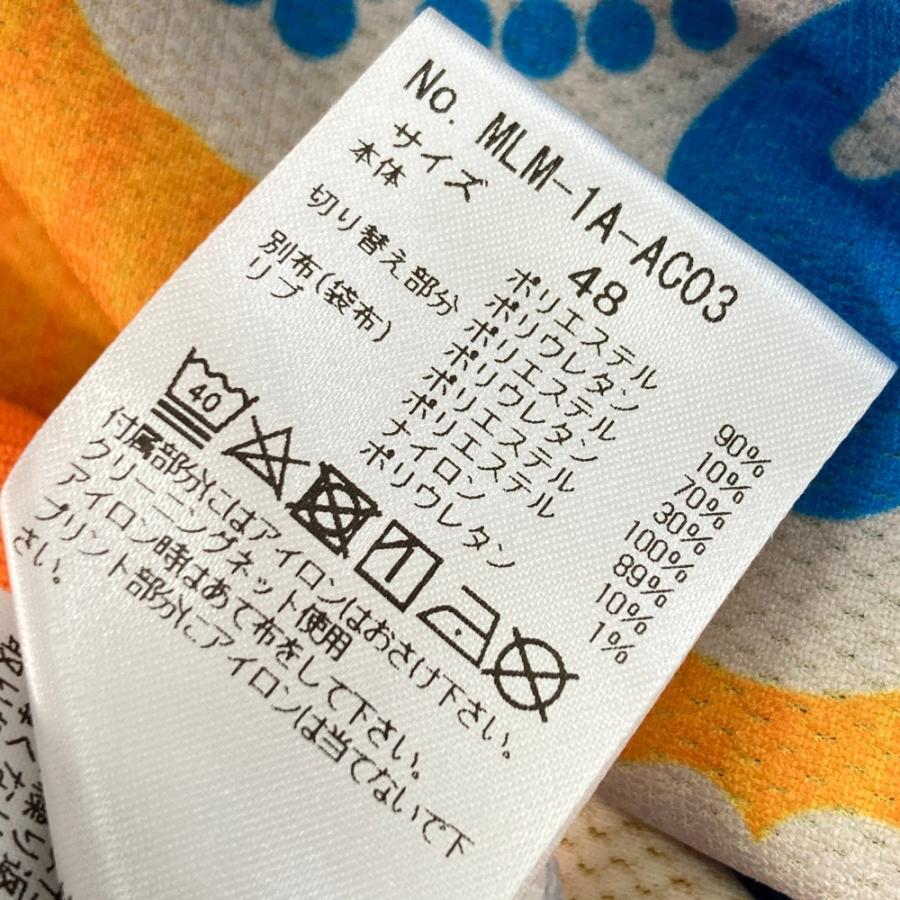 No. MLM-1A-AC03
サイズ 48
本体 ポリエステル 90%
ポリウレタン 10%
切り替え部分 ポリエステル 70%
ポリウレタン 30%
別布(袋布) ポリエステル 100%
リブ ポリエステル 89%
ナイロン 10%
ポリウレタン 1%
40
付属部分にはアイロンはおさけ下さい。
クリーニングネット使用
アイロン時はあて布をして下さい。
プリント部分にアイロンは当てないで下
さい。